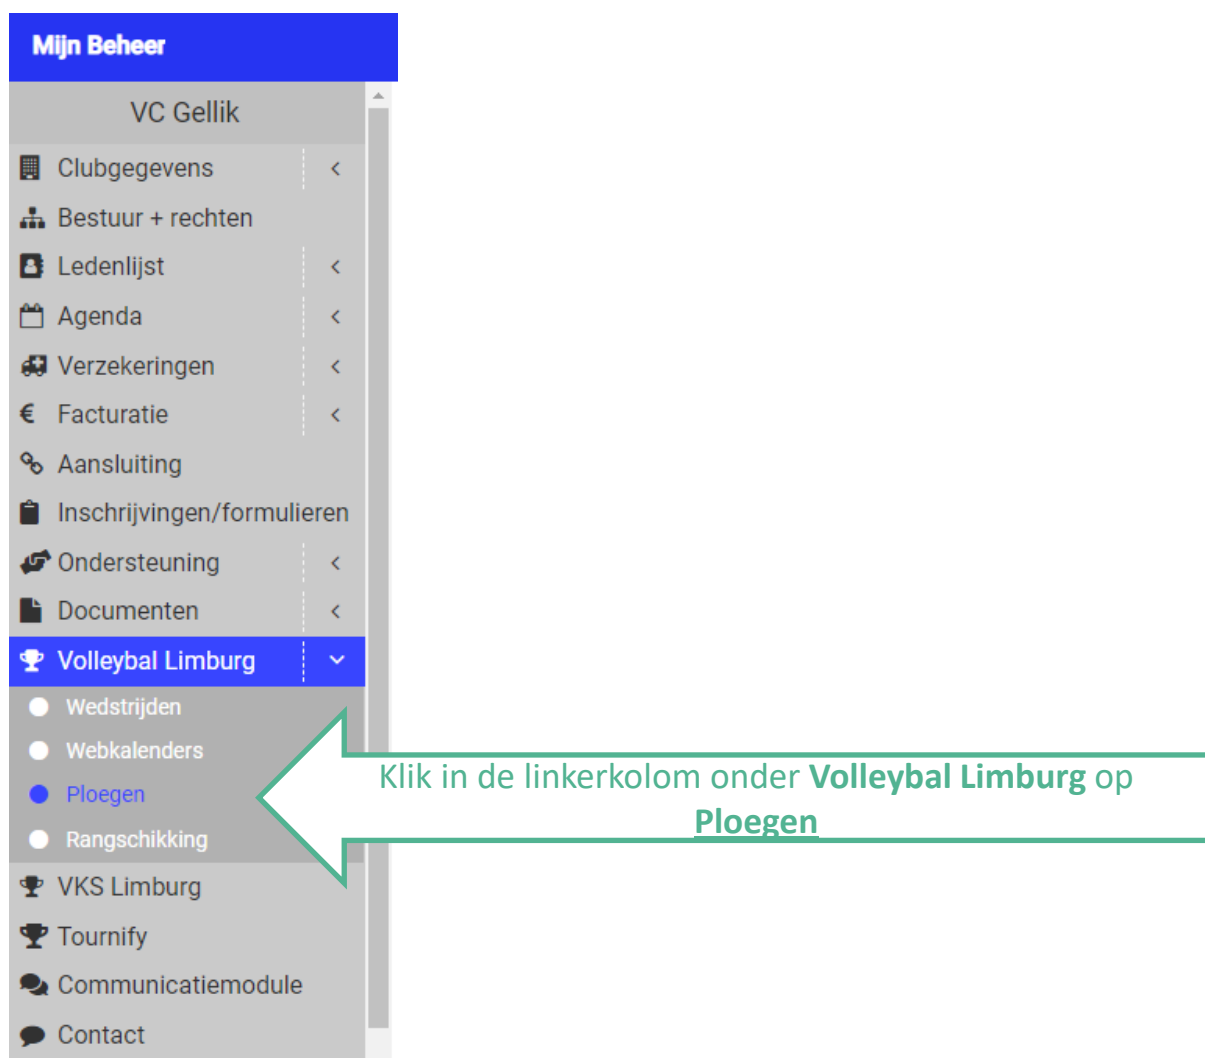 Mijn Beheer
VC Gellik
Clubgegevens
Bestuur + rechten
Ledenlijst
Agenda
Verzekeringen
€ Facturatie
Aansluiting
Inschrijvingen/formulieren
Ondersteuning
Documenten
Volleybal Limburg
Wedstrijden
Webkalenders
Ploegen
Rangschikking
VKS Limburg
Tournify
Communicatiemodule
Contact
Klik in de linkerkolom onder Volleybal Limburg op
Ploegen